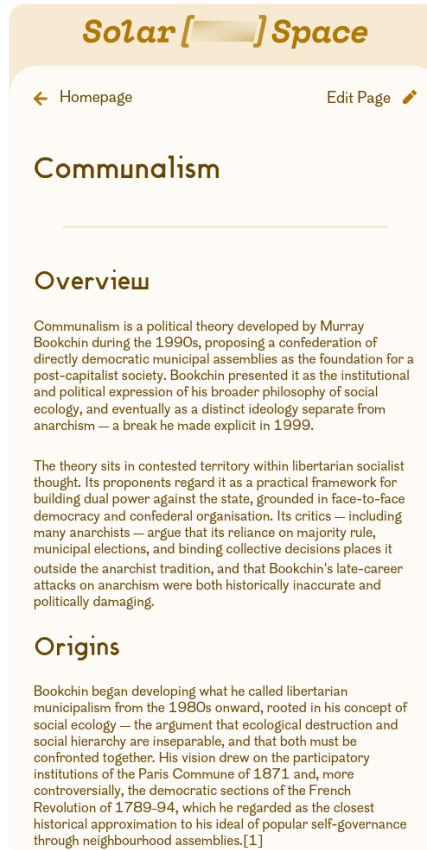 Solar [ ] Space
Homepage
Edit Page
Communalism
Overview
Communalism is a political theory developed by Murray
Bookchin during the 1990s, proposing a confederation of
directly democratic municipal assemblies as the foundation for a
post-capitalist society. Bookchin presented it as the institutional
and political expression of his broader philosophy of social
ecology, and eventually as a distinct ideology separate from
anarchism — a break he made explicit in 1999.
The theory sits in contested territory within libertarian socialist
thought. Its proponents regard it as a practical framework for
building dual power against the state, grounded in face-to-face
democracy and confederal organisation. Its critics — including
many anarchists — argue that its reliance on majority rule,
municipal elections, and binding collective decisions places it
outside the anarchist tradition, and that Bookchin's late-career
attacks on anarchism were both historically inaccurate and
politically damaging.
Origins
Bookchin began developing what he called libertarian
municipalism from the 1980s onward, rooted in his concept of
social ecology — the argument that ecological destruction and
social hierarchy are inseparable, and that both must be
confronted together. His vision drew on the participatory
institutions of the Paris Commune of 1871 and, more
controversially, the democratic sections of the French
Revolution of 1789–94, which he regarded as the closest
historical approximation to his ideal of popular self-governance
through neighbourhood assemblies.[1]